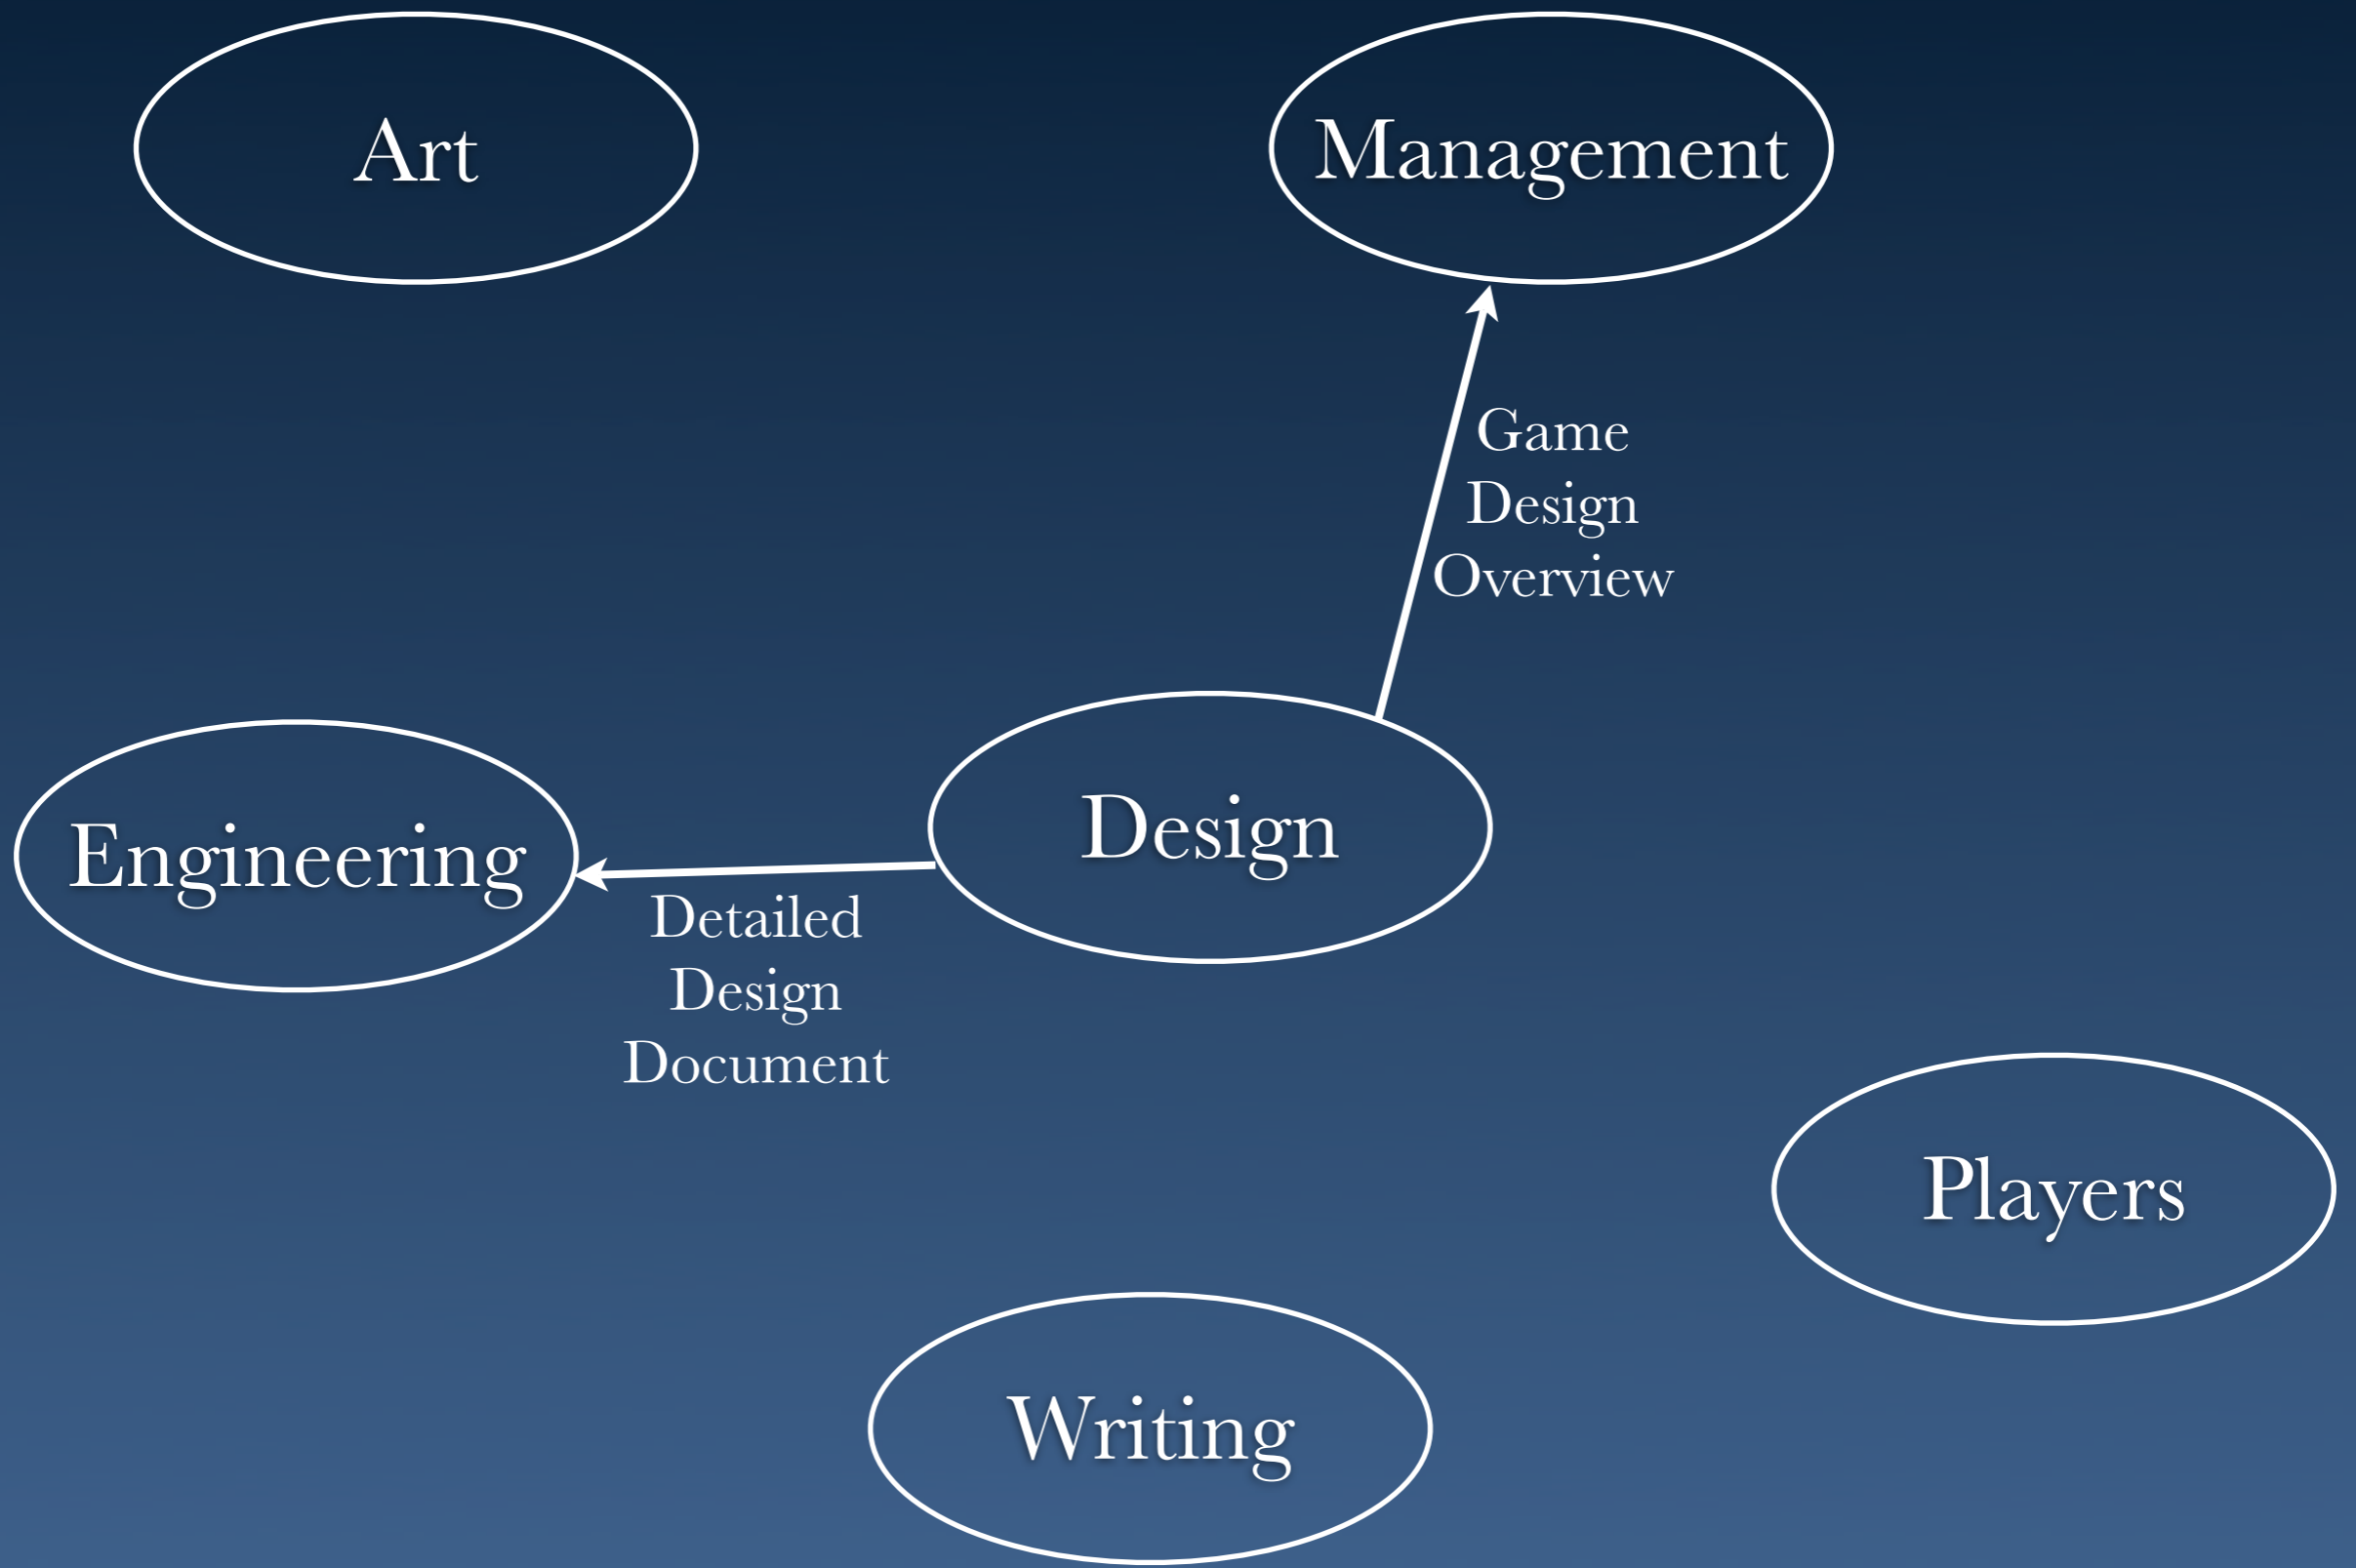 Art
Management
Game
Design
Overview
Design
Engineering
Detailed
Design
Document
Players
Writing